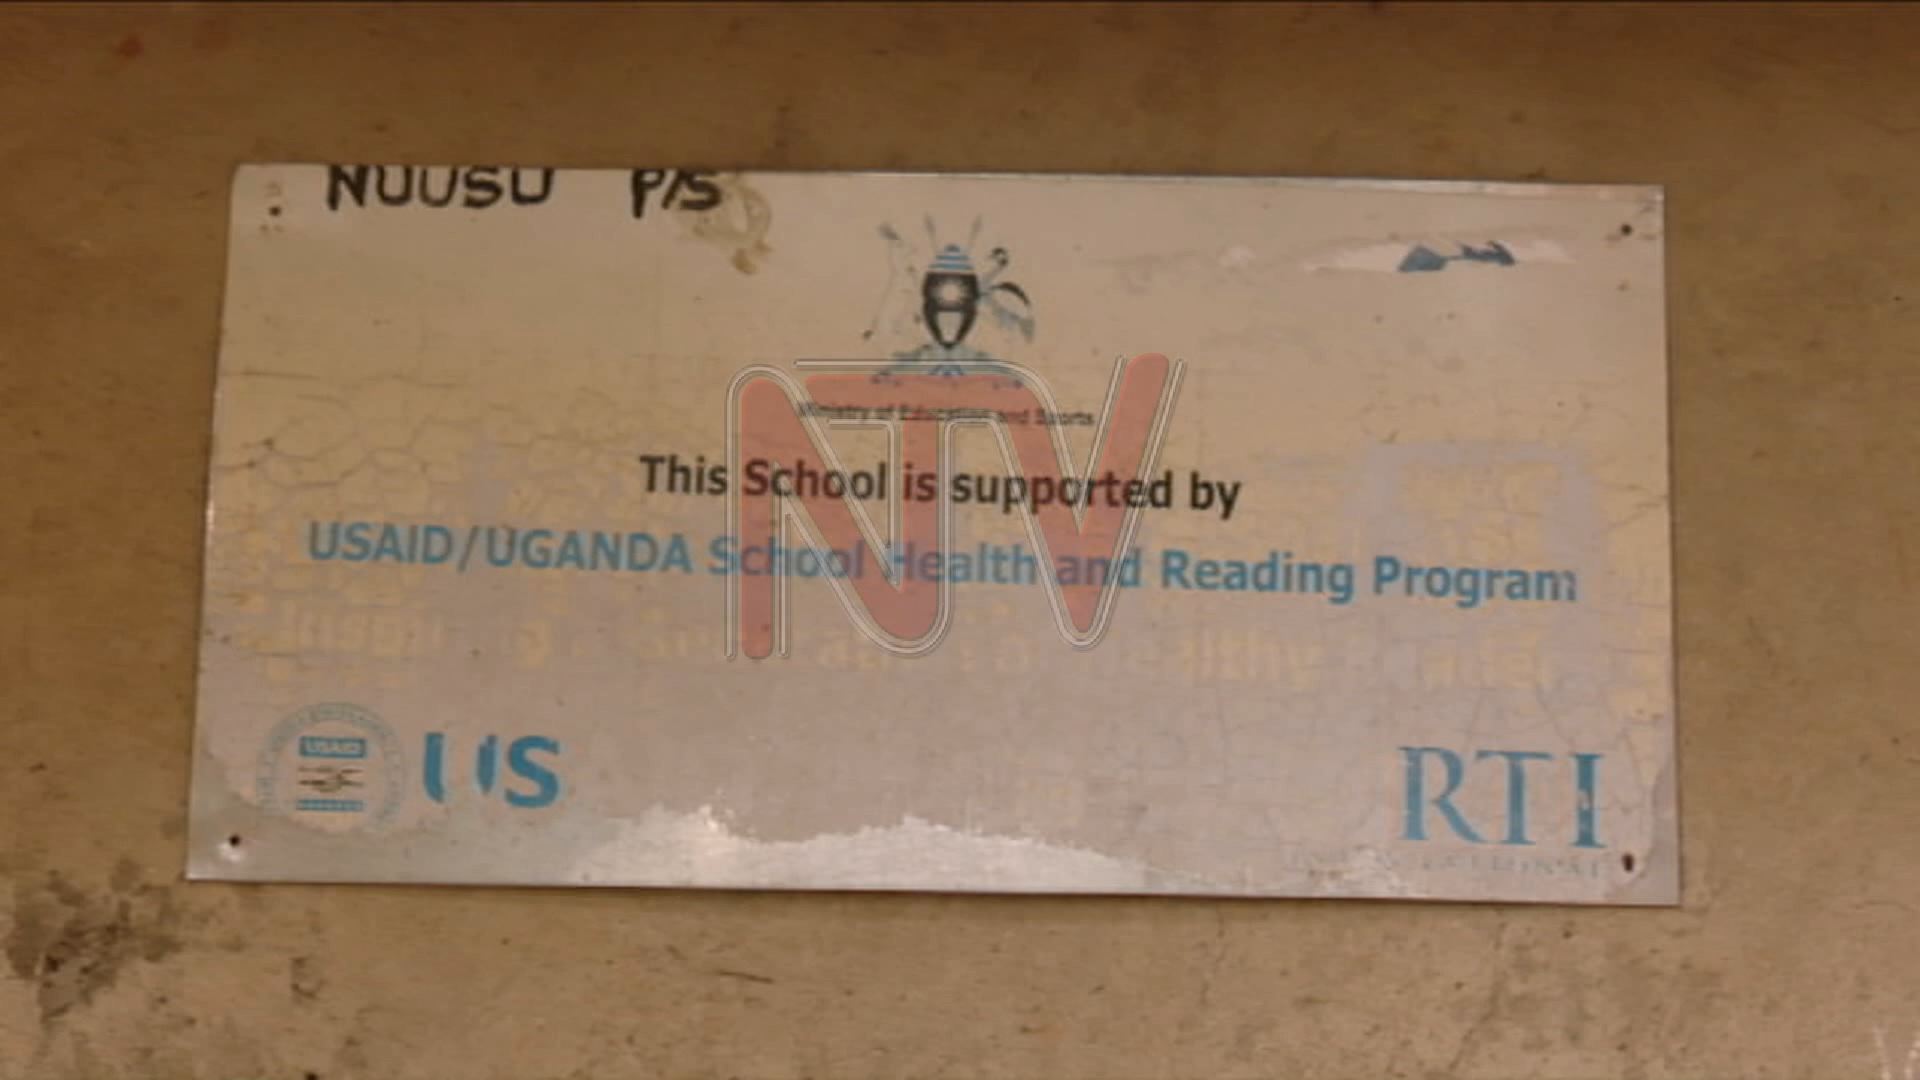 NUUSU P/S
Ministry of Education and Sports
This School is supported by
USAID/UGANDA School Health and Reading Program
USAID
US
RTI
NTV